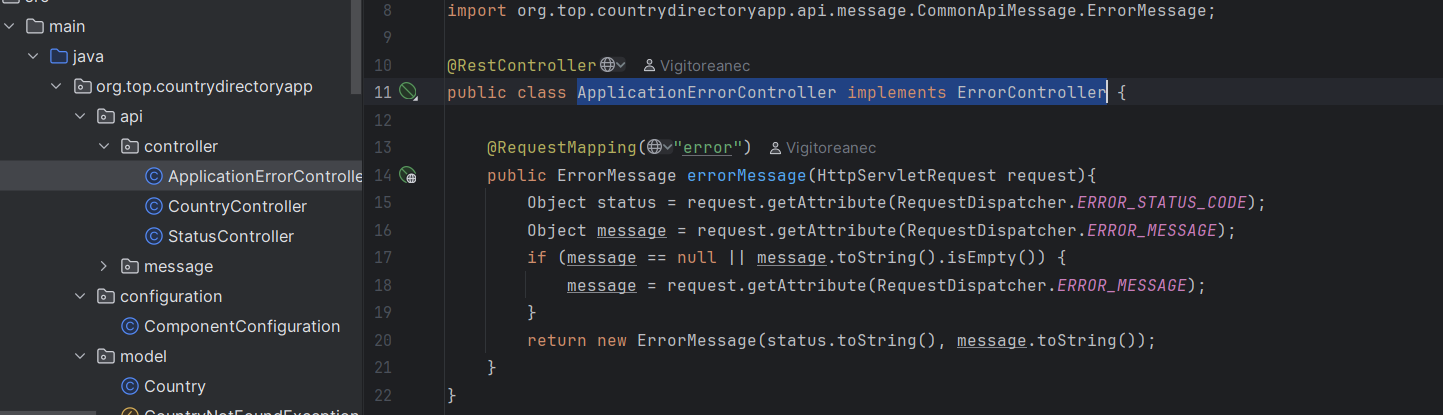 main
java
org.top.countrydirectoryapp
api
controller
ApplicationErrorControlle
CountryController
StatusController
message
configuration
ComponentConfiguration
model
Country
CountryNotFoundException
8 import org.top.countrydirectoryapp.api.message.CommonApiMessage.ErrorMessage;
9
10 @RestController Vigitoreanec
11 public class ApplicationErrorController implements ErrorController {
12
13 @RequestMapping("error") Vigitoreanec
14 public ErrorMessage errorMessage(HttpServletRequest request){
15 Object status = request.getAttribute(RequestDispatcher.ERROR_STATUS_CODE);
16 Object message = request.getAttribute(RequestDispatcher.ERROR_MESSAGE);
17 if (message == null || message.toString().isEmpty()) {
18 message = request.getAttribute(RequestDispatcher.ERROR_MESSAGE);
19 }
20 return new ErrorMessage(status.toString(), message.toString());
21 }
22 }